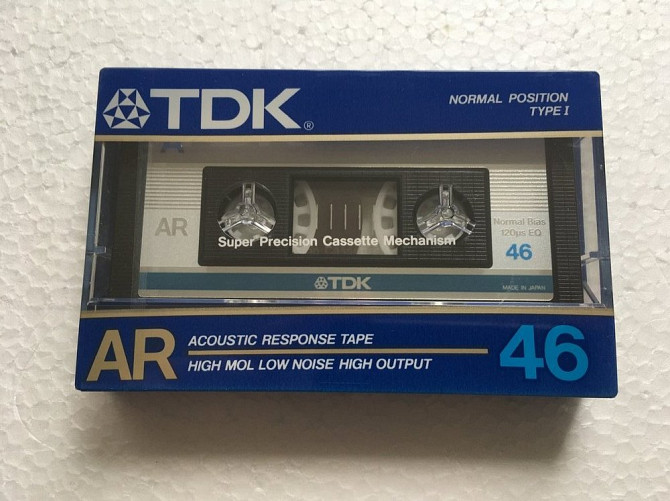 TDK®
NORMAL POSITION
TYPE I
A
AR
Normal Bias
120μs EQ
Super Precision Cassette Mechanism
46
TDK
MADE IN JAPAN
AR
ACOUSTIC RESPONSE TAPE
HIGH MOL LOW NOISE HIGH OUTPUT
46